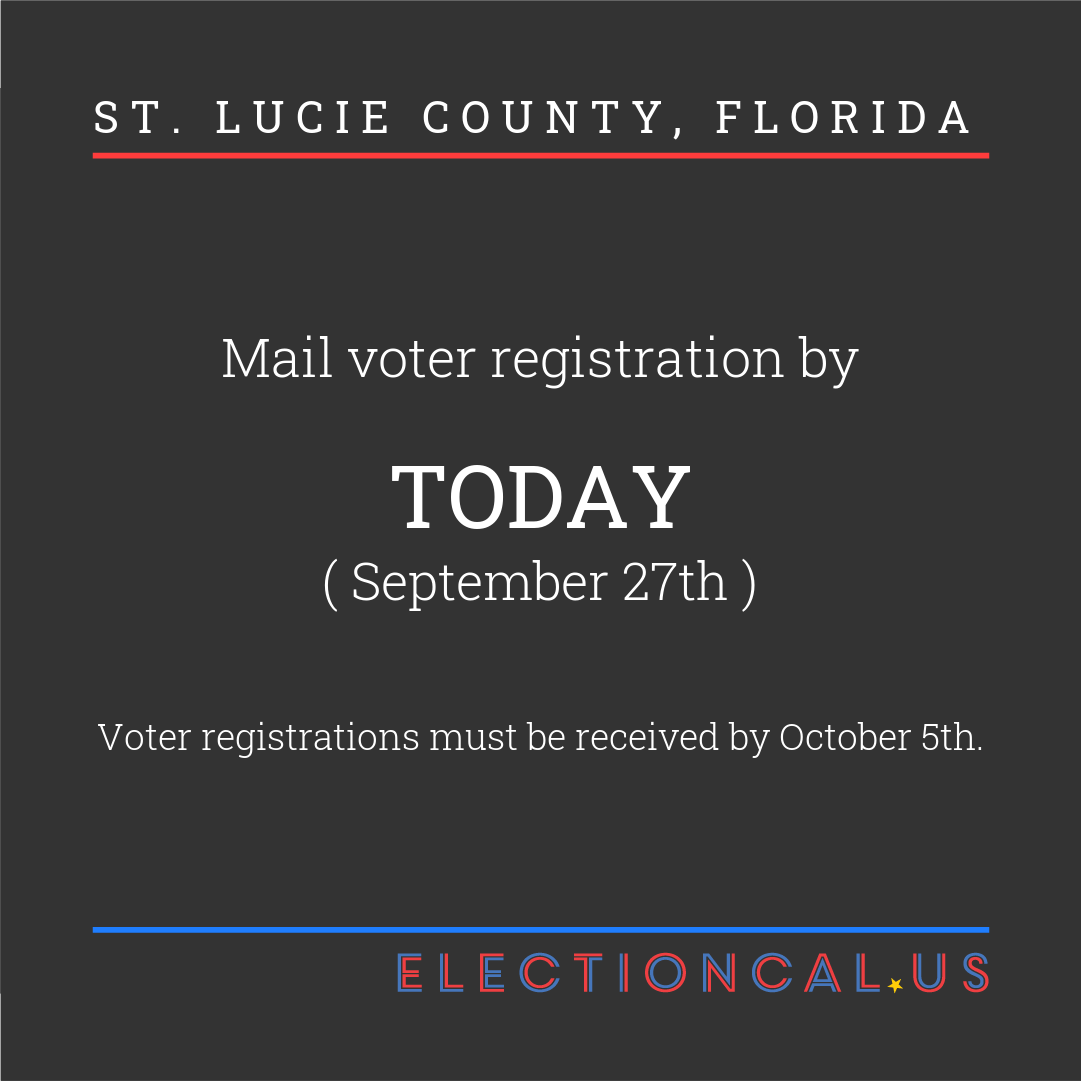 ST. LUCIE COUNTY, FLORIDA
Mail voter registration by
TODAY
( September 27th )
Voter registrations must be received by October 5th.
ELECTIONCAL.US